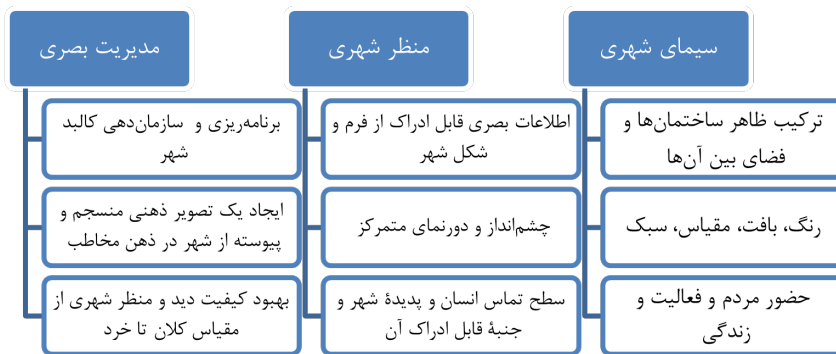 سیمای شهری
ترکیب ظاهر ساختمان‌ها و
فضای بین آن‌ها
رنگ، بافت، مقیاس، سبک
حضور مردم و فعالیت و
زندگی
منظر شهری
اطلاعات بصری قابل ادراک از فرم و
شکل شهر
چشم‌انداز و دورنمای متمرکز
سطح تماس انسان و پدیدهٔ شهر و
جنبهٔ قابل ادراک آن
مدیریت بصری
برنامه‌ریزی و سازمان‌دهی کالبد
شهر
ایجاد یک تصویر ذهنی منسجم و
پیوسته از شهر در ذهن مخاطب
بهبود کیفیت دید و منظر شهری از
مقیاس کلان تا خرد